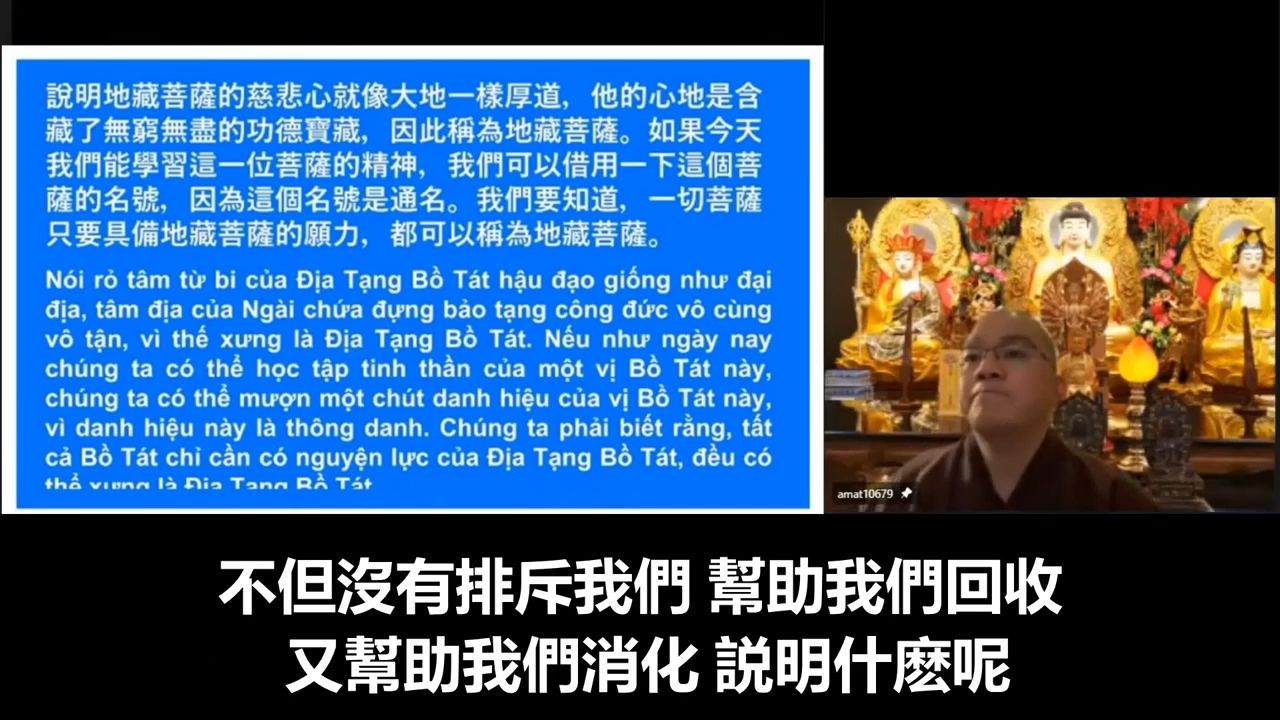 說明地藏菩薩的慈悲心就像大地一樣厚道，他的心地是含
藏了無窮無盡的功德寶藏，因此稱為地藏菩薩。如果今天
我們能學習這一位菩薩的精神，我們可以借用一下這個菩
薩的名號，因為這個名號是通名。我們要知道，一切菩薩
只要具備地藏菩薩的願力，都可以稱為地藏菩薩。
Nói rỏ tâm từ bi của Địa Tạng Bồ Tát hậu đạo giống như đại
địa, tâm địa của Ngài chứa đựng bảo tạng công đức vô cùng
vô tận, vì thế xưng là Địa Tạng Bồ Tát. Nếu như ngày nay
chúng ta có thể học tập tinh thần của một vị Bồ Tát này,
chúng ta có thể mượn một chút danh hiệu của vị Bồ Tát này,
vì danh hiệu này là thông danh. Chúng ta phải biết rằng, tất
cả Bồ Tát chỉ cần có nguyện lực của Địa Tạng Bồ Tát, đều có
thể xưng là Địa Tạng Bồ Tát
amat10679
不但沒有排斥我們 幫助我們回收
又幫助我們消化 説明什麽呢